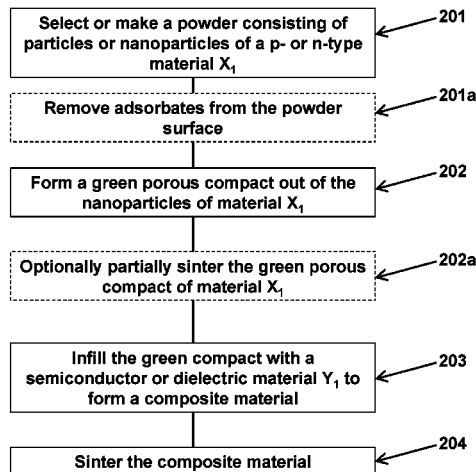 Select or make a powder consisting of
particles or nanoparticles of a p- or n-type
material X₁
201
Remove adsorbates from the powder
surface
201a
Form a green porous compact out of the
nanoparticles of material X₁
202
Optionally partially sinter the green porous
compact of material X₁
202a
Infill the green compact with a
semiconductor or dielectric material Y₁ to
form a composite material
203
Sinter the composite material
204